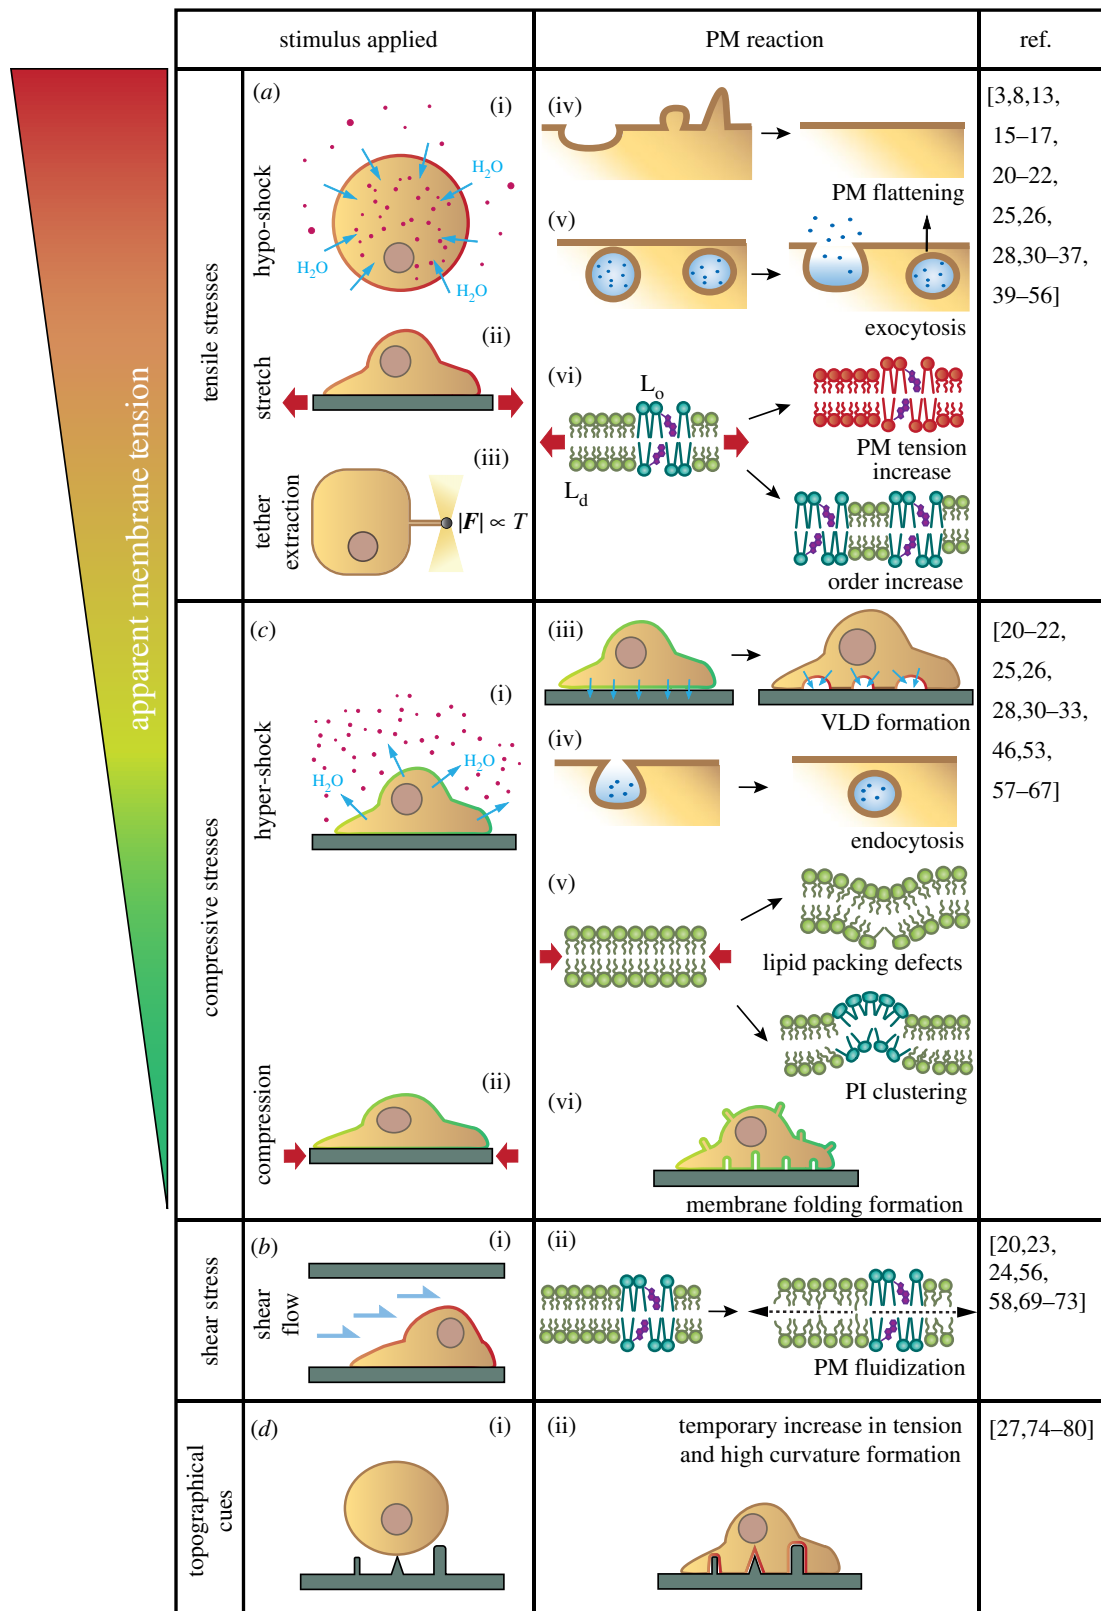 stimulus applied
PM reaction
ref.
apparent membrane tension
tensile stresses
(a)
hypo-shock
(i)
H2O
H2O
H2O
stretch
(ii)
tether
extraction
(iii)
|F| ∝ T
(iv)
PM flattening
(v)
exocytosis
(vi)
Lo
Ld
PM tension
increase
order increase
[3,8,13,
15–17,
20–22,
25,26,
28,30–37,
39–56]
compressive stresses
(c)
hyper-shock
(i)
H2O
H2O
compression
(ii)
(iii)
VLD formation
(iv)
endocytosis
(v)
lipid packing defects
PI clustering
(vi)
membrane folding formation
[20–22,
25,26,
28,30–33,
46,53,
57–67]
shear stress
(b)
shear
flow
(i)
(ii)
PM fluidization
[20,23,
24,56,
58,69–73]
topographical
cues
(d)
(i)
(ii)
temporary increase in tension
and high curvature formation
[27,74–80]